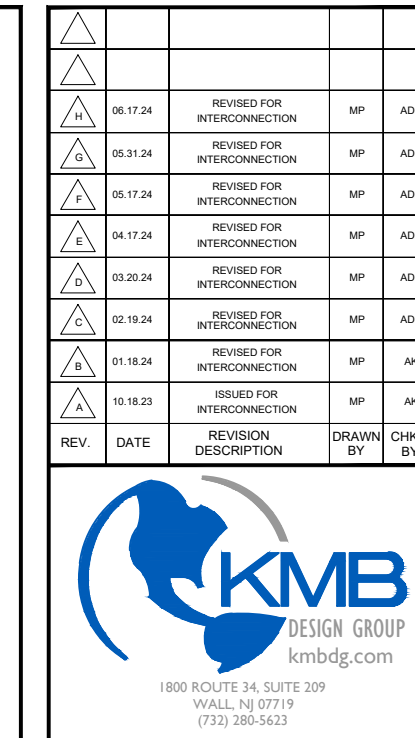 H 06.17.24 REVISED FOR INTERCONNECTION MP AD
G 05.31.24 REVISED FOR INTERCONNECTION MP AD
F 05.17.24 REVISED FOR INTERCONNECTION MP AD
E 04.17.24 REVISED FOR INTERCONNECTION MP AD
D 03.20.24 REVISED FOR INTERCONNECTION MP AD
C 02.19.24 REVISED FOR INTERCONNECTION MP AD
B 01.18.24 REVISED FOR INTERCONNECTION MP AK
A 10.18.23 ISSUED FOR INTERCONNECTION MP AK
REV. DATE REVISION DESCRIPTION DRAWN BY CHK BY
KMB
DESIGN GROUP
kmbdg.com
1800 ROUTE 34, SUITE 209
WALL, NJ 07719
(732) 280-5623